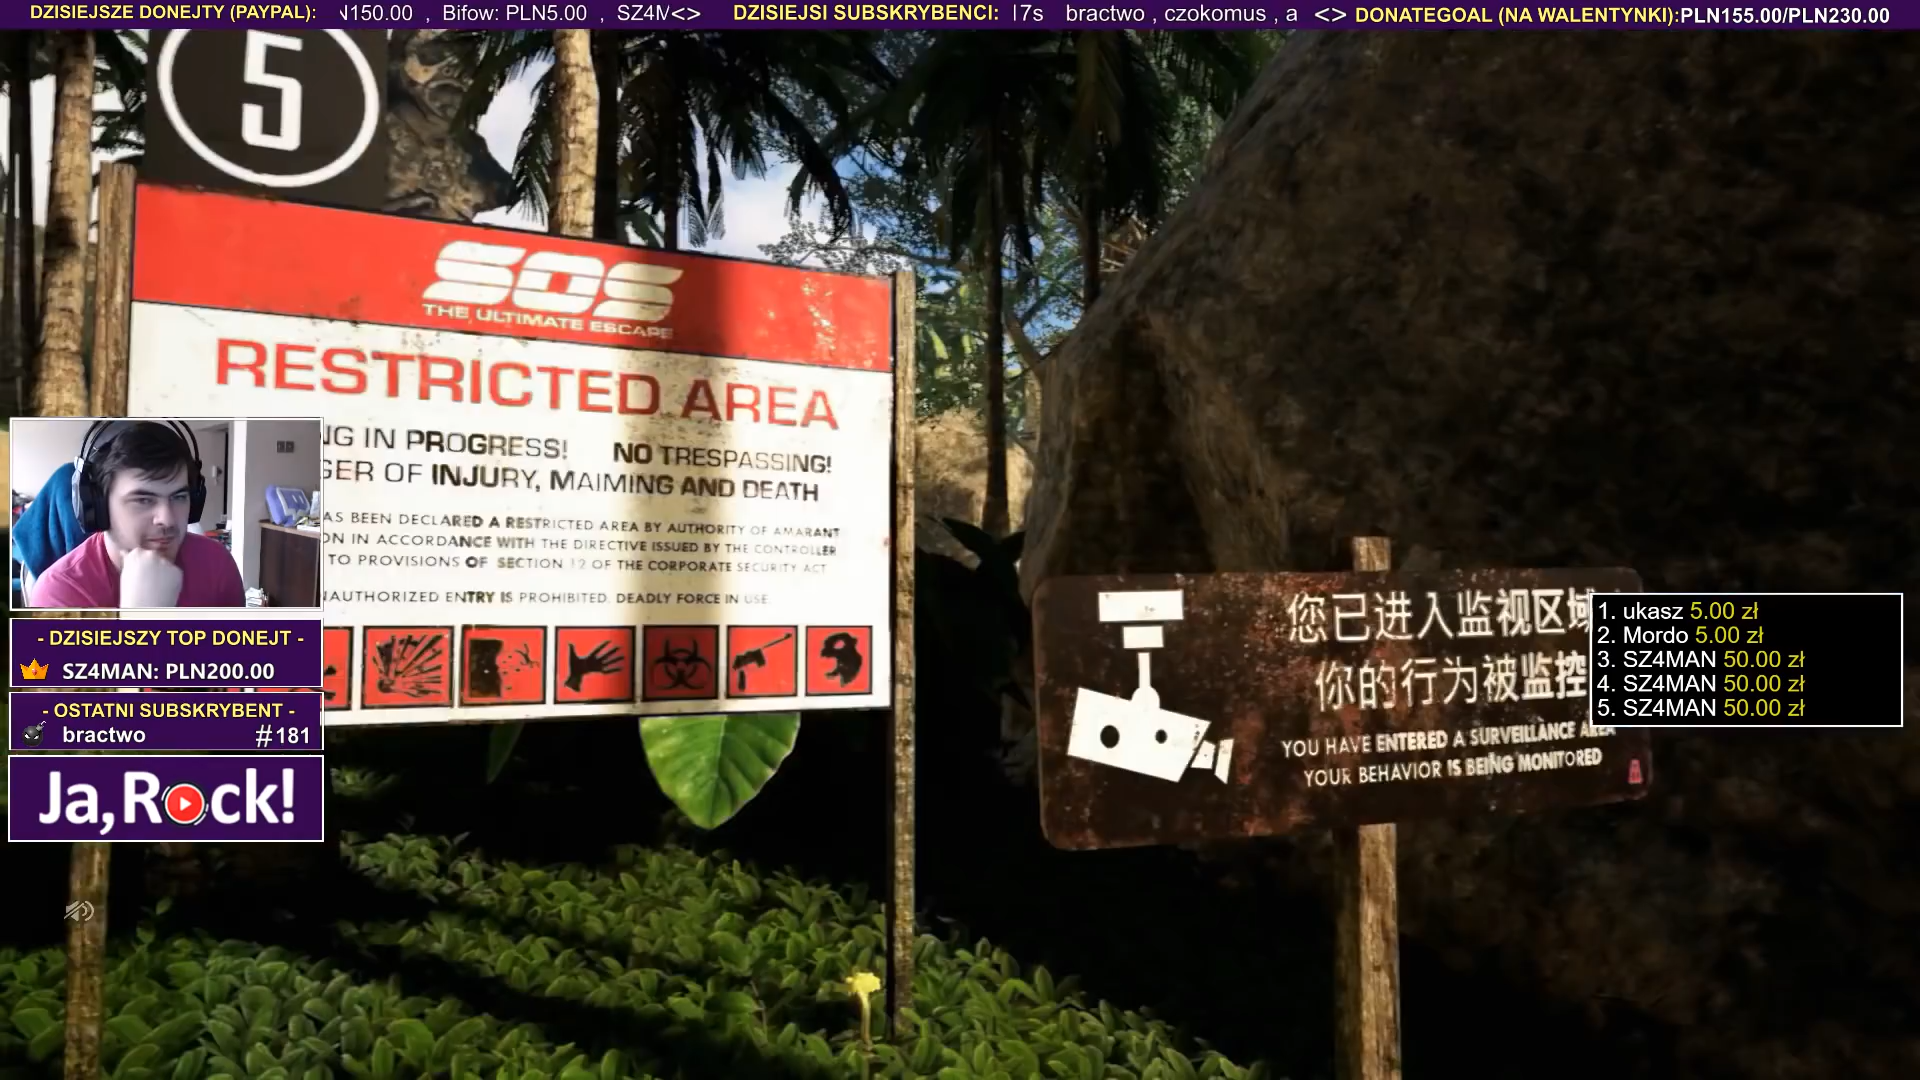 DZISIEJSZE DONEJTY (PAYPAL): N150.00 , Bifow: PLN5.00 , SZ4M<> DZISIEJSI SUBSKRYBENCI: 17s bractwo , czokomus , a <> DONATEGOAL (NA WALENTYNKI):PLN155.00/PLN230.00
5
SOS
THE ULTIMATE ESCAPE
RESTRICTED AREA
NG IN PROGRESS! NO TRESPASSING!
GER OF INJURY, MAIMING AND DEATH
AS BEEN DECLARED A RESTRICTED AREA BY AUTHORITY OF AMARANT
ON IN ACCORDANCE WITH THE DIRECTIVE ISSUED BY THE CONTROLLER
TO PROVISIONS OF SECTION 12 OF THE CORPORATE SECURITY ACT
NAUTHORIZED ENTRY IS PROHIBITED. DEADLY FORCE IN USE.
- DZISIEJSZY TOP DONEJT -
SZ4MAN: PLN200.00
- OSTATNI SUBSKRYBENT -
bractwo #181
Ja,Rock!
您已进入监视区域
你的行为被监控
YOU HAVE ENTERED A SURVEILLANCE AREA
YOUR BEHAVIOR IS BEING MONITORED
1. ukasz 5.00 zł
2. Mordo 5.00 zł
3. SZ4MAN 50.00 zł
4. SZ4MAN 50.00 zł
5. SZ4MAN 50.00 zł